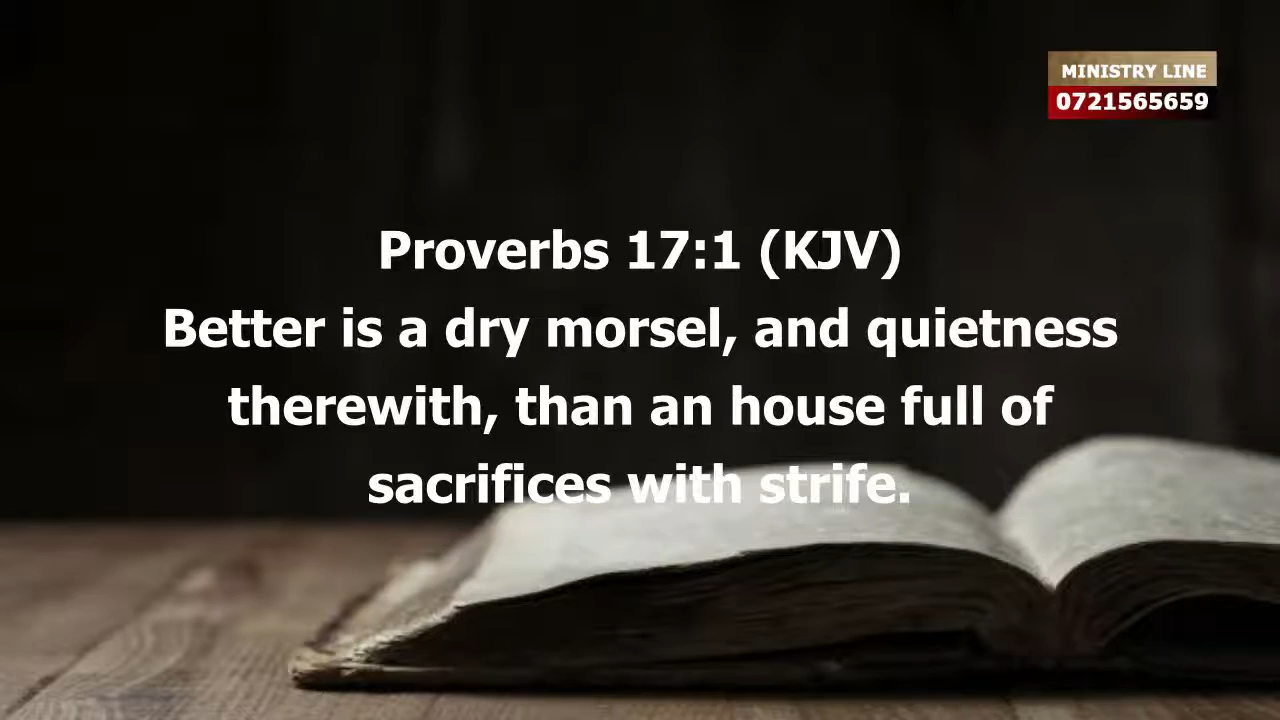 MINISTRY LINE
0721565659
Proverbs 17:1 (KJV)
Better is a dry morsel, and quietness
therewith, than an house full of
sacrifices with strife.